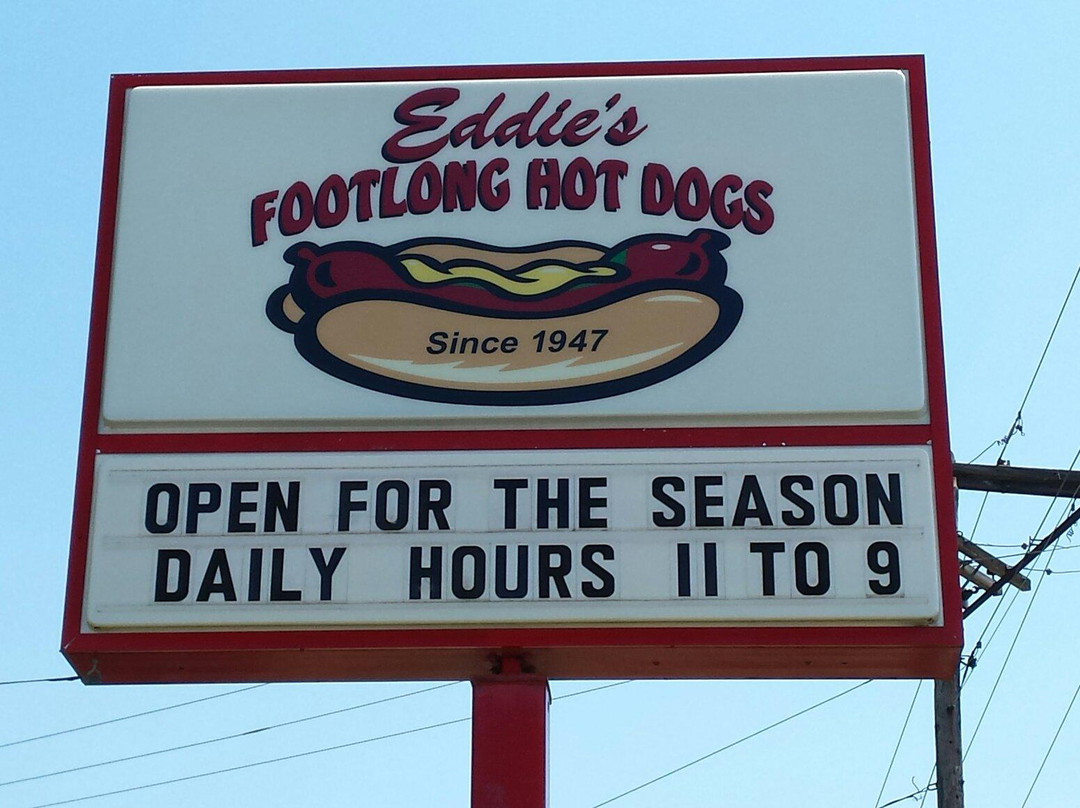 Eddie's
FOOTLONG HOT DOGS
Since 1947
OPEN FOR THE SEASON
DAILY HOURS 11 TO 9